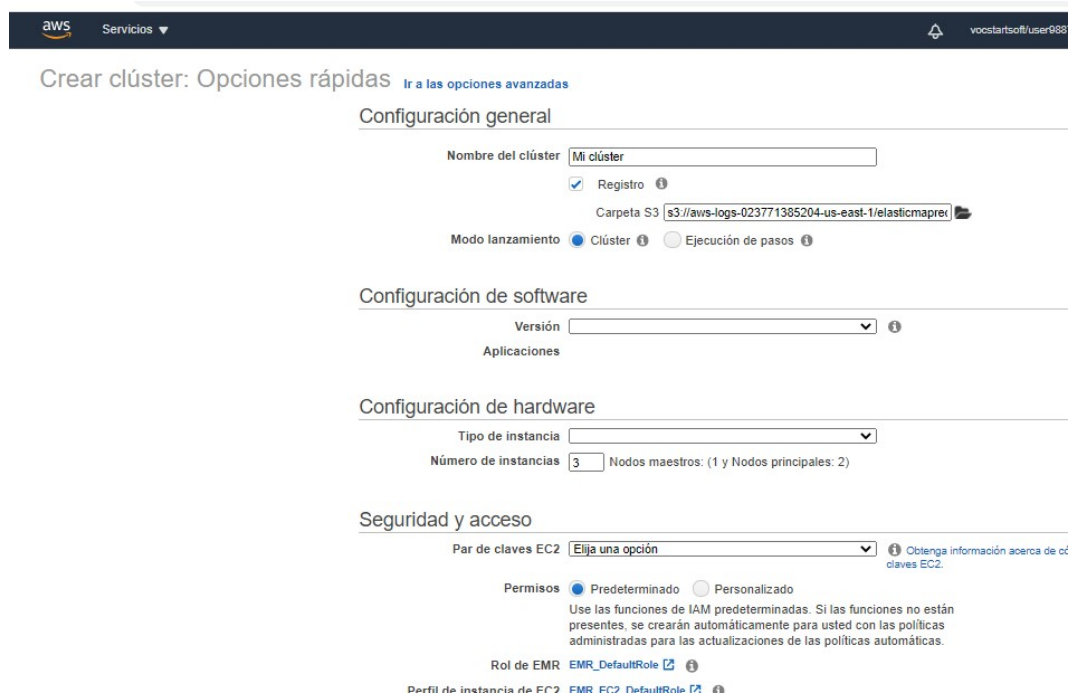 aws Servicios vocstartsoft/user988
Crear clúster: Opciones rápidas Ir a las opciones avanzadas
Configuración general
Nombre del clúster Mi clúster
Registro
Carpeta S3 s3://aws-logs-023771385204-us-east-1/elasticmapre
Modo lanzamiento Clúster Ejecución de pasos
Configuración de software
Versión
Aplicaciones
Configuración de hardware
Tipo de instancia
Número de instancias 3 Nodos maestros: (1 y Nodos principales: 2)
Seguridad y acceso
Par de claves EC2 Elija una opción Obtenga información acerca de có
claves EC2.
Permisos Predeterminado Personalizado
Use las funciones de IAM predeterminadas. Si las funciones no están
presentes, se crearán automáticamente para usted con las políticas
administradas para las actualizaciones de las políticas automáticas.
Rol de EMR EMR_DefaultRole
Perfil de instancia de EC2 EMR_EC2_DefaultRole